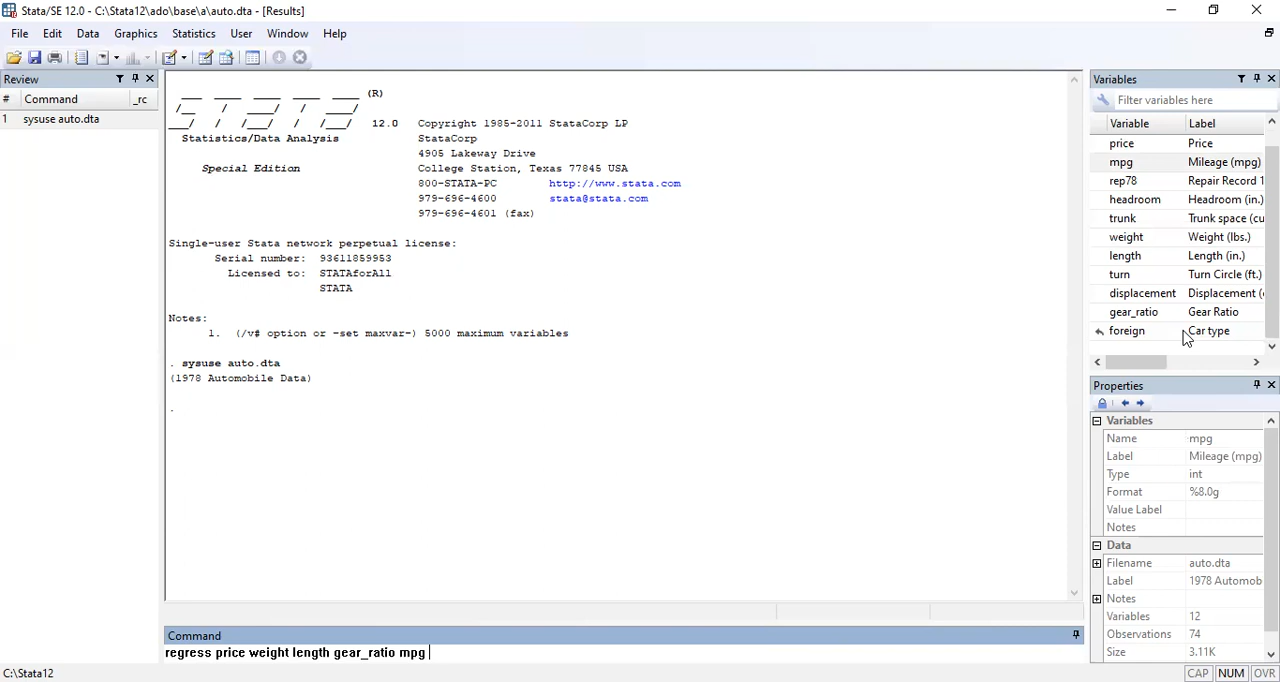 Stata/SE 12.0 - C:\Stata12\ado\base\a\auto.dta - [Results]
File Edit Data Graphics Statistics User Window Help
Review
# Command _rc
1 sysuse auto.dta
(R)
STATA
12.0 Copyright 1985-2011 StataCorp LP
Statistics/Data Analysis StataCorp
4905 Lakeway Drive
Special Edition College Station, Texas 77845 USA
800-STATA-PC http://www.stata.com
979-696-4600 stata@stata.com
979-696-4601 (fax)
Single-user Stata network perpetual license:
Serial number: 93611859953
Licensed to: STATAforAll
STATA
Notes:
1. (/v# option or -set maxvar-) 5000 maximum variables
. sysuse auto.dta
(1978 Automobile Data)
.
Command
regress price weight length gear_ratio mpg
Variables
Filter variables here
Variable Label
price Price
mpg Mileage (mpg)
rep78 Repair Record 1
headroom Headroom (in.)
trunk Trunk space (cu
weight Weight (lbs.)
length Length (in.)
turn Turn Circle (ft.)
displacement Displacement (
gear_ratio Gear Ratio
foreign Car type
Properties
Variables
Name mpg
Label Mileage (mpg)
Type int
Format %8.0g
Value Label
Notes
Data
Filename auto.dta
Label 1978 Automob
Notes
Variables 12
Observations 74
Size 3.11K
C:\Stata12
CAP NUM OVR